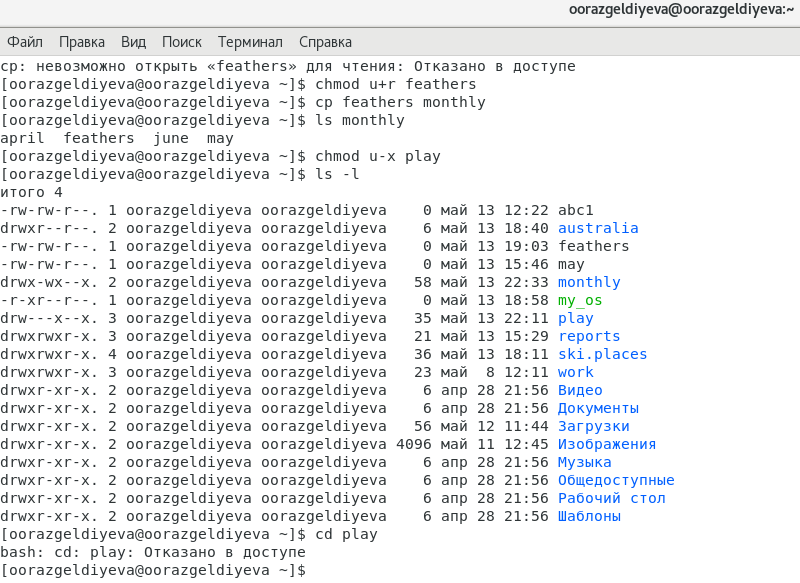 oorazgeldiyeva@oorazgeldiyeva:~
Файл Правка Вид Поиск Терминал Справка
cp: невозможно открыть «feathers» для чтения: Отказано в доступе
[oorazgeldiyeva@oorazgeldiyeva ~]$ chmod u+r feathers
[oorazgeldiyeva@oorazgeldiyeva ~]$ cp feathers monthly
[oorazgeldiyeva@oorazgeldiyeva ~]$ ls monthly
april  feathers  june  may
[oorazgeldiyeva@oorazgeldiyeva ~]$ chmod u-x play
[oorazgeldiyeva@oorazgeldiyeva ~]$ ls -l
итого 4
-rw-rw-r--. 1 oorazgeldiyeva oorazgeldiyeva    0 май 13 12:22 abc1
drwxr--r--. 2 oorazgeldiyeva oorazgeldiyeva    6 май 13 18:40 australia
-rw-rw-r--. 1 oorazgeldiyeva oorazgeldiyeva    0 май 13 19:03 feathers
-rw-rw-r--. 1 oorazgeldiyeva oorazgeldiyeva    0 май 13 15:46 may
drwx-wx--x. 2 oorazgeldiyeva oorazgeldiyeva   58 май 13 22:33 monthly
-r-xr--r--. 1 oorazgeldiyeva oorazgeldiyeva    0 май 13 18:58 my_os
drw---x--x. 3 oorazgeldiyeva oorazgeldiyeva   35 май 13 22:11 play
drwxrwxr-x. 3 oorazgeldiyeva oorazgeldiyeva   21 май 13 15:29 reports
drwxrwxr-x. 4 oorazgeldiyeva oorazgeldiyeva   36 май 13 18:11 ski.places
drwxrwxr-x. 3 oorazgeldiyeva oorazgeldiyeva   23 май  8 12:11 work
drwxr-xr-x. 2 oorazgeldiyeva oorazgeldiyeva    6 апр 28 21:56 Видео
drwxr-xr-x. 2 oorazgeldiyeva oorazgeldiyeva    6 апр 28 21:56 Документы
drwxr-xr-x. 2 oorazgeldiyeva oorazgeldiyeva   56 май 12 11:44 Загрузки
drwxr-xr-x. 2 oorazgeldiyeva oorazgeldiyeva 4096 май 11 12:45 Изображения
drwxr-xr-x. 2 oorazgeldiyeva oorazgeldiyeva    6 апр 28 21:56 Музыка
drwxr-xr-x. 2 oorazgeldiyeva oorazgeldiyeva    6 апр 28 21:56 Общедоступные
drwxr-xr-x. 2 oorazgeldiyeva oorazgeldiyeva    6 апр 28 21:56 Рабочий стол
drwxr-xr-x. 2 oorazgeldiyeva oorazgeldiyeva    6 апр 28 21:56 Шаблоны
[oorazgeldiyeva@oorazgeldiyeva ~]$ cd play
bash: cd: play: Отказано в доступе
[oorazgeldiyeva@oorazgeldiyeva ~]$